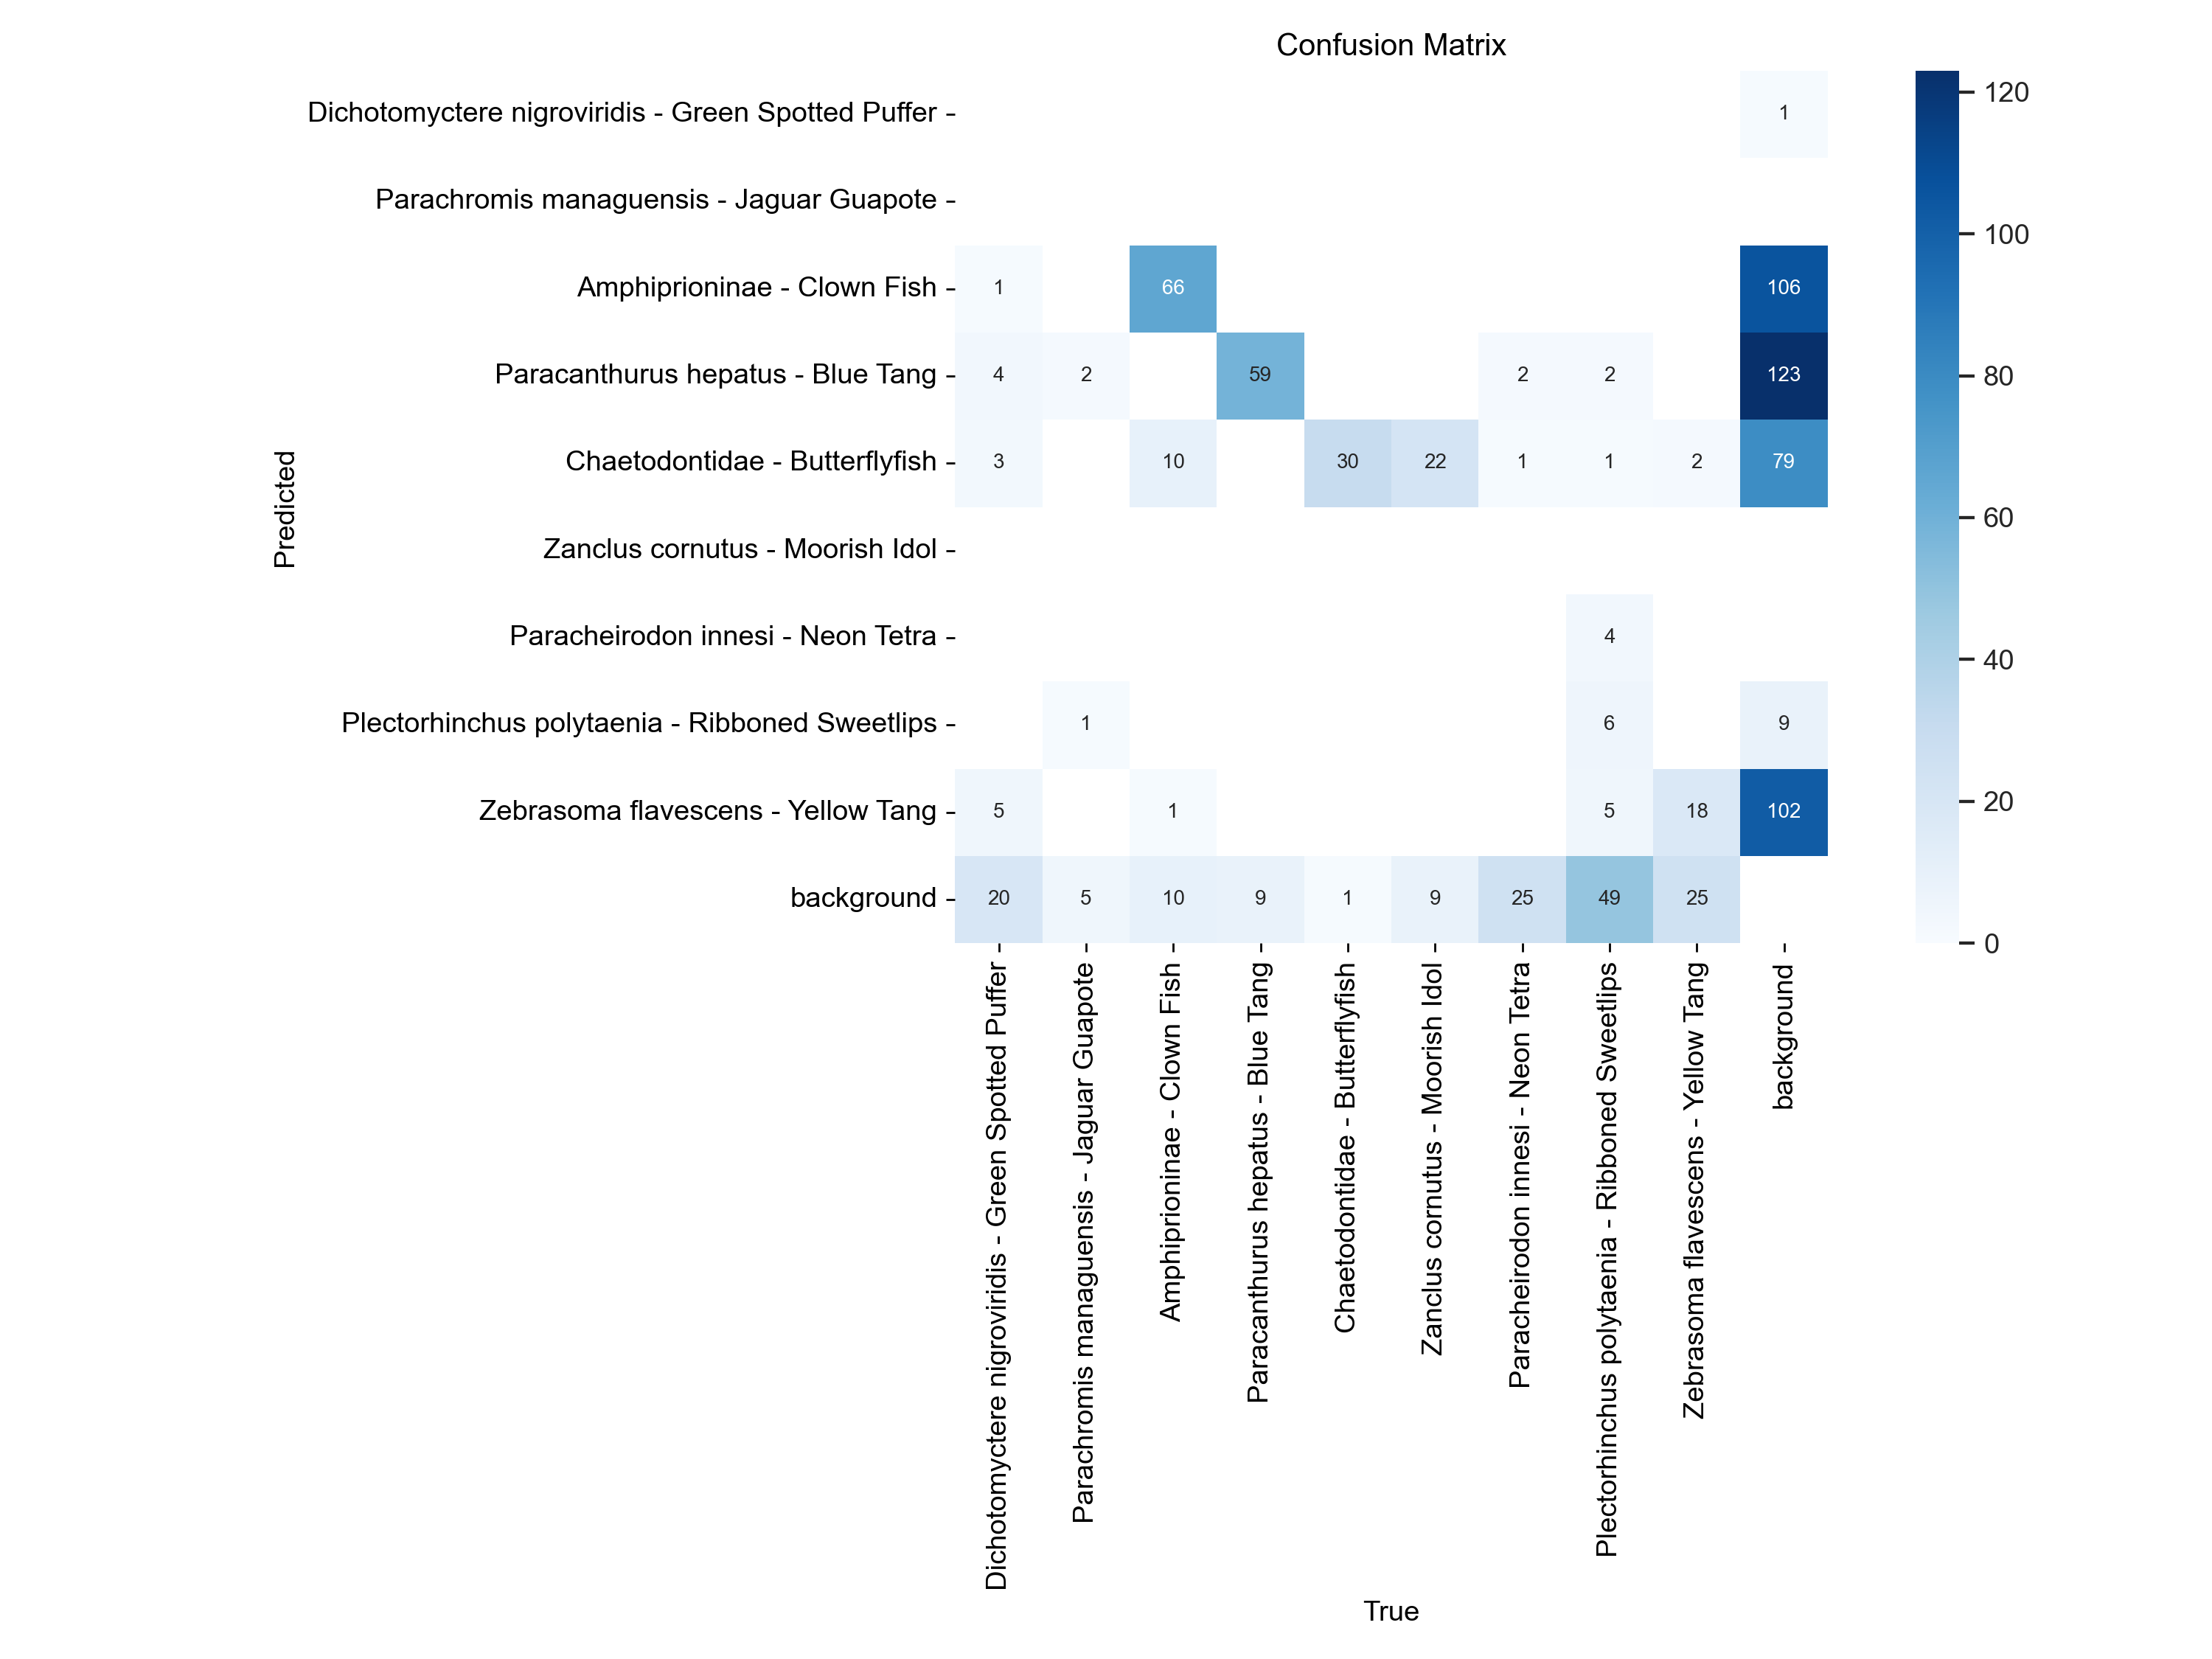 Confusion Matrix
Dichotomyctere nigroviridis - Green Spotted Puffer
1
Parachromis managuensis - Jaguar Guapote
Amphiprioninae - Clown Fish
1 66 106
Paracanthurus hepatus - Blue Tang
4 2 59 2 2 123
Chaetodontidae - Butterflyfish
3 10 30 22 1 1 2 79
Zanclus cornutus - Moorish Idol
Paracheirodon innesi - Neon Tetra
4
Plectorhinchus polytaenia - Ribboned Sweetlips
1 6 9
Zebrasoma flavescens - Yellow Tang
5 1 5 18 102
background
20 5 10 9 1 9 25 49 25
Predicted
Dichotomyctere nigroviridis - Green Spotted Puffer
Parachromis managuensis - Jaguar Guapote
Amphiprioninae - Clown Fish
Paracanthurus hepatus - Blue Tang
Chaetodontidae - Butterflyfish
Zanclus cornutus - Moorish Idol
Paracheirodon innesi - Neon Tetra
Plectorhinchus polytaenia - Ribboned Sweetlips
Zebrasoma flavescens - Yellow Tang
background
True
120
100
80
60
40
20
0